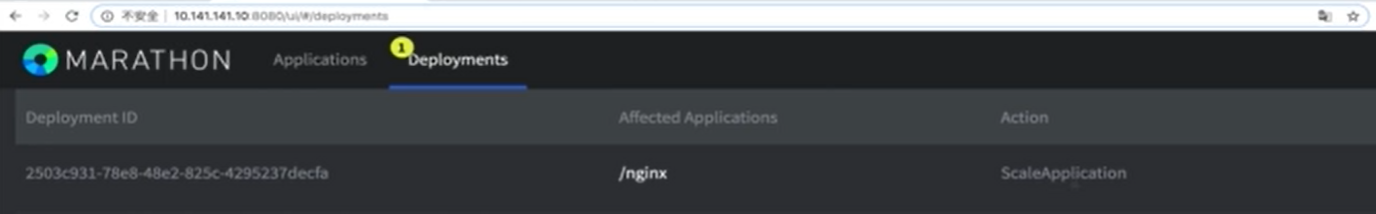 不安全 10.141.141.10:8080/ui/#/deployments
MARATHON Applications 1 Deployments
Deployment ID Affected Applications Action
2503c931-78e8-48e2-825c-4295237decfa /nginx ScaleApplication